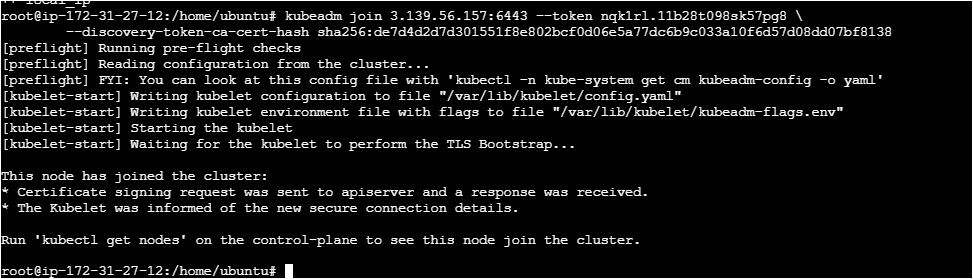 root@ip-172-31-27-12:/home/ubuntu# kubeadm join 3.139.56.157:6443 --token nqk1rl.11b28t098sk57pg8 \
        --discovery-token-ca-cert-hash sha256:de7d4d2d7d301551f8e802bcf0d06e5a77dc6b9c033a10f6d57d08dd07bf8138
[preflight] Running pre-flight checks
[preflight] Reading configuration from the cluster...
[preflight] FYI: You can look at this config file with 'kubectl -n kube-system get cm kubeadm-config -o yaml'
[kubelet-start] Writing kubelet configuration to file "/var/lib/kubelet/config.yaml"
[kubelet-start] Writing kubelet environment file with flags to file "/var/lib/kubelet/kubeadm-flags.env"
[kubelet-start] Starting the kubelet
[kubelet-start] Waiting for the kubelet to perform the TLS Bootstrap...

This node has joined the cluster:
* Certificate signing request was sent to apiserver and a response was received.
* The Kubelet was informed of the new secure connection details.

Run 'kubectl get nodes' on the control-plane to see this node join the cluster.

root@ip-172-31-27-12:/home/ubuntu#